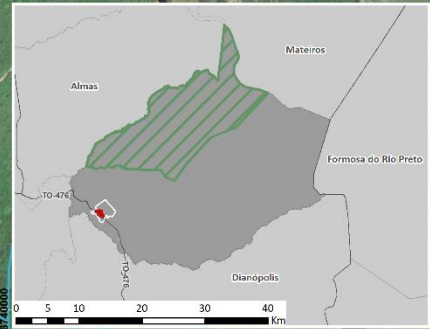 Mateiros
Almas
Formosa do Rio Preto
TO-476
TO-476
Dianópolis
8740000
0 5 10 20 30 40
Km